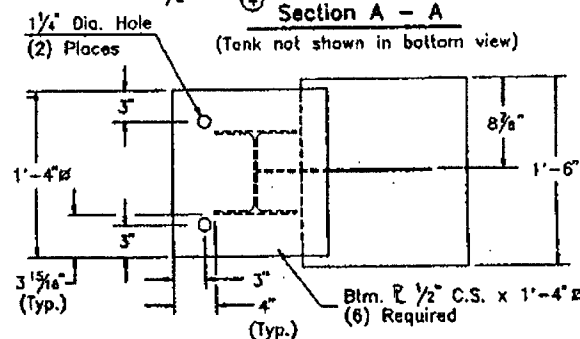 ④
Section A - A
(Tank not shown in bottom view)
1¼" Dia. Hole
(2) Places
3"
8⅞"
1'-4"ø
1'-6"
3"
3 15/16"
(Typ.)
3"
4"
(Typ.)
Btm. ℞ ½" C.S. x 1'-4" ø
(6) Required